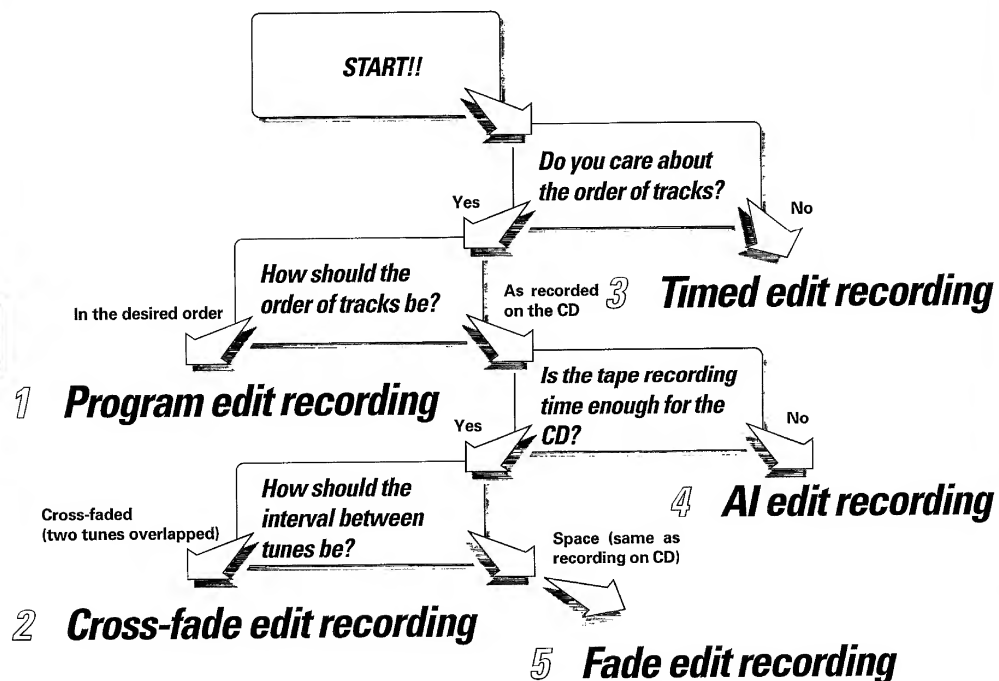 START!!
Do you care about
the order of tracks?
Yes
No
How should the
order of tracks be?
In the desired order
As recorded
on the CD
3 Timed edit recording
Is the tape recording
time enough for the
CD?
1 Program edit recording
Yes
No
How should the
interval between
tunes be?
4 AI edit recording
Cross-faded
(two tunes overlapped)
Space (same as
recording on CD)
2 Cross-fade edit recording
5 Fade edit recording